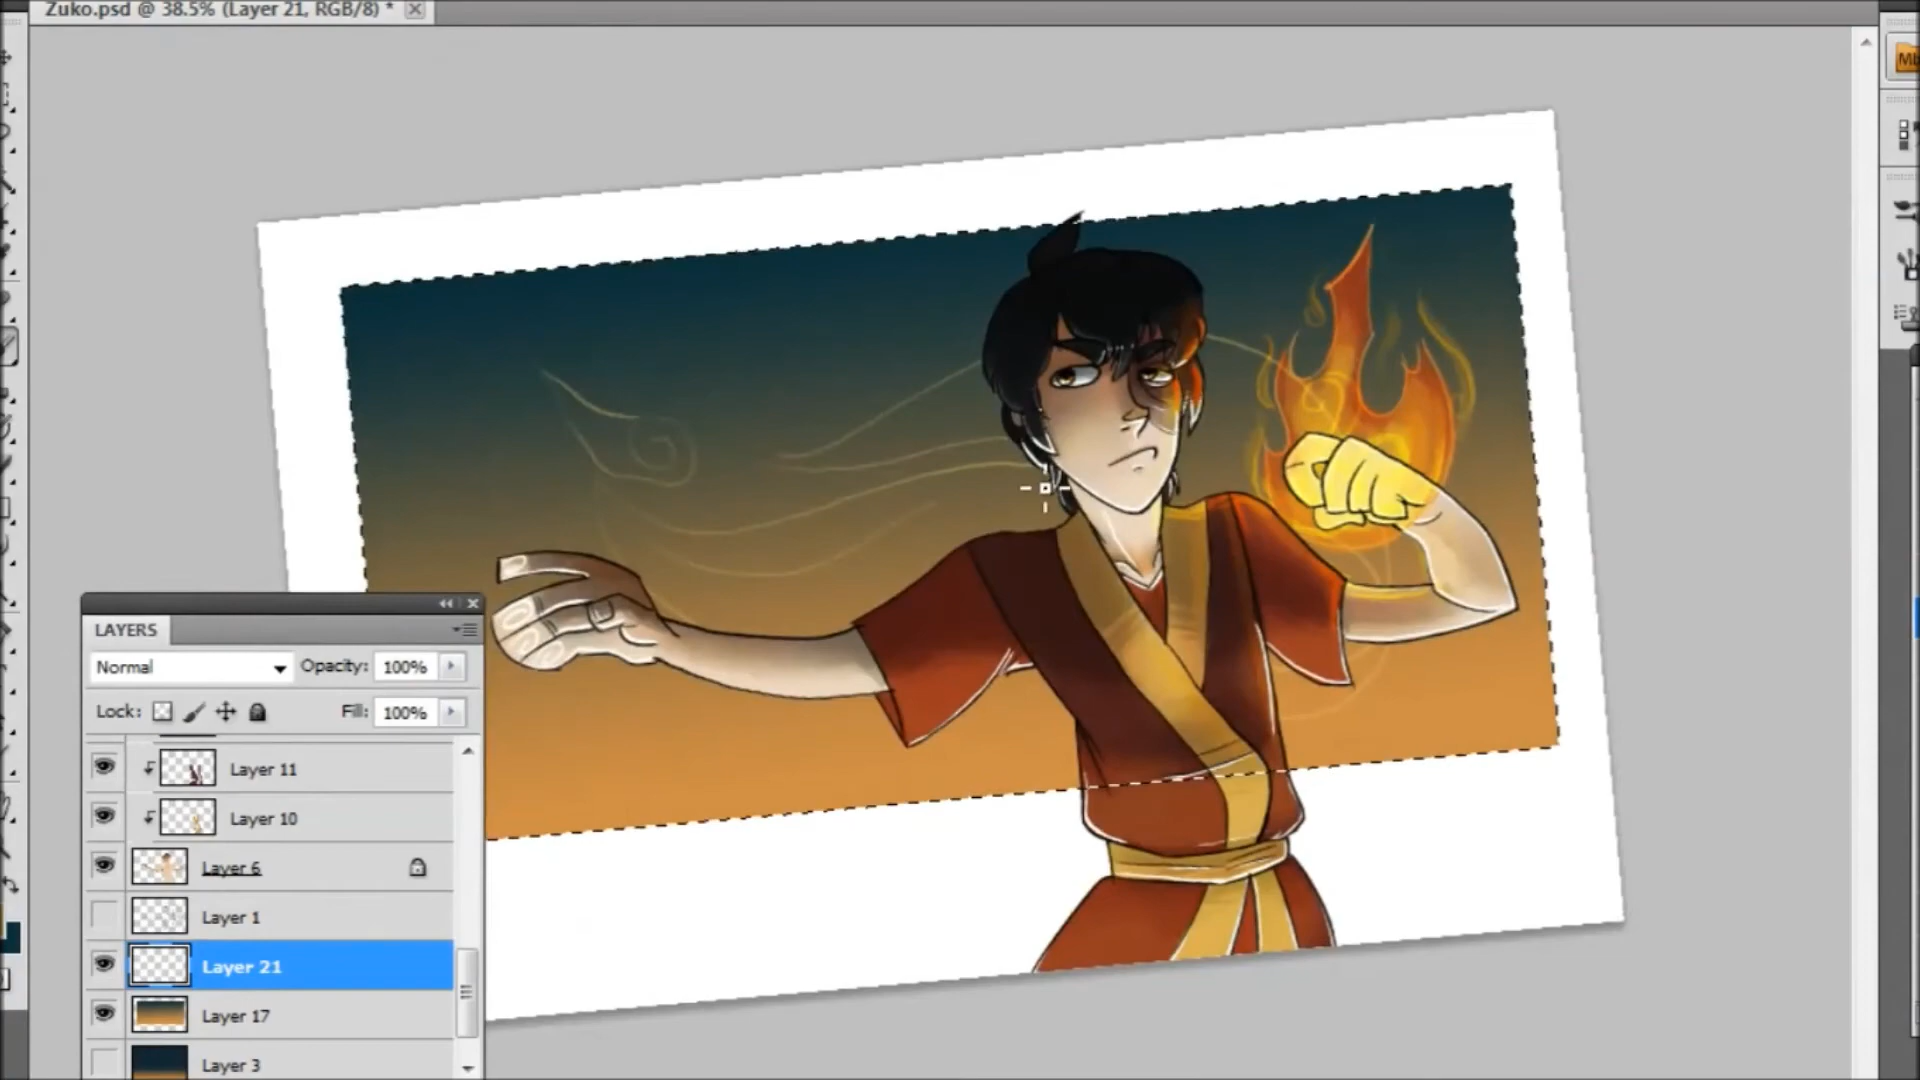 Zuko.psd @ 38.5% (Layer 21, RGB/8) *
Mb
LAYERS
Normal Opacity: 100%
Lock: Fill: 100%
Layer 11
Layer 10
Layer 6
Layer 1
Layer 21
Layer 17
Layer 3